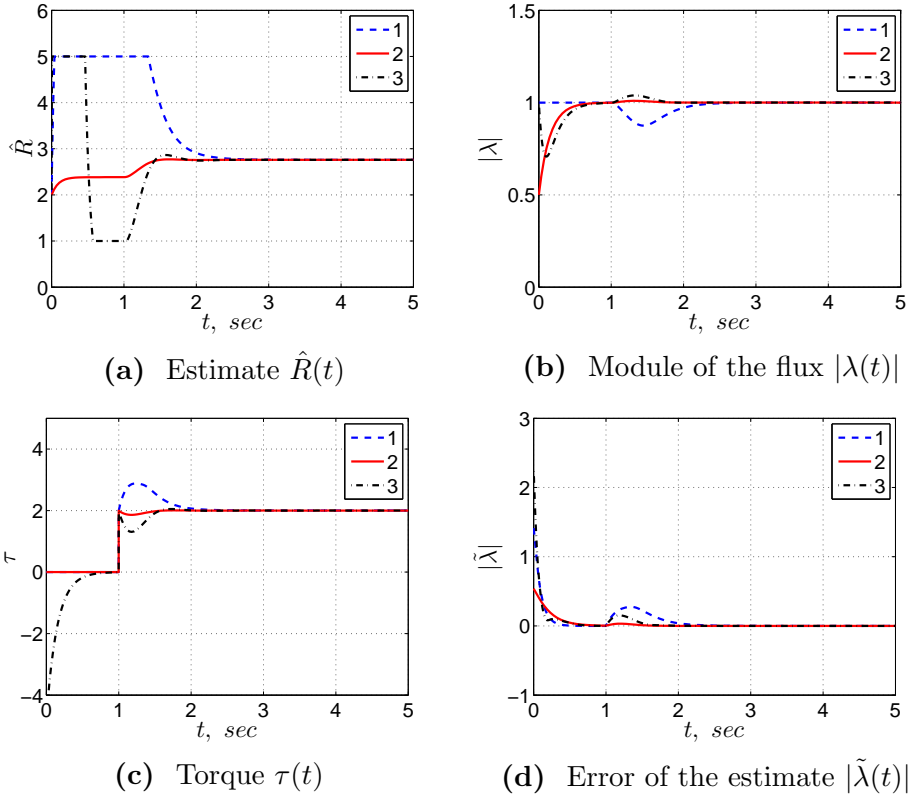 6
5
4
3
2
1
0
R̂
0 1 2 3 4 5
t, sec
1
2
3
(a) Estimate R̂(t)
1.5
1
0.5
0
|λ|
0 1 2 3 4 5
t, sec
1
2
3
(b) Module of the flux |λ(t)|
4
2
0
−2
−4
τ
0 1 2 3 4 5
t, sec
1
2
3
(c) Torque τ(t)
3
2
1
0
−1
|λ̃|
0 1 2 3 4 5
t, sec
1
2
3
(d) Error of the estimate |λ̃(t)|